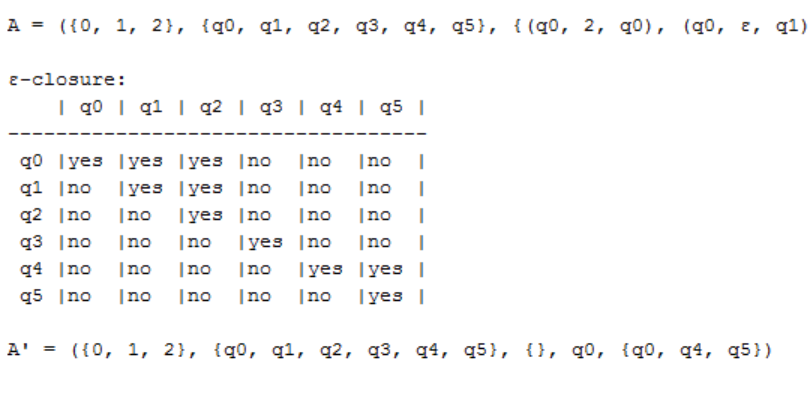 A = ({0, 1, 2}, {q0, q1, q2, q3, q4, q5}, {(q0, 2, q0), (q0, ε, q1)
ε-closure:
| q0 | q1 | q2 | q3 | q4 | q5 |
-----------------------------------
q0 |yes |yes |yes |no |no |no |
q1 |no |yes |yes |no |no |no |
q2 |no |no |yes |no |no |no |
q3 |no |no |no |yes |no |no |
q4 |no |no |no |no |yes |yes |
q5 |no |no |no |no |no |yes |
A' = ({0, 1, 2}, {q0, q1, q2, q3, q4, q5}, {}, q0, {q0, q4, q5})